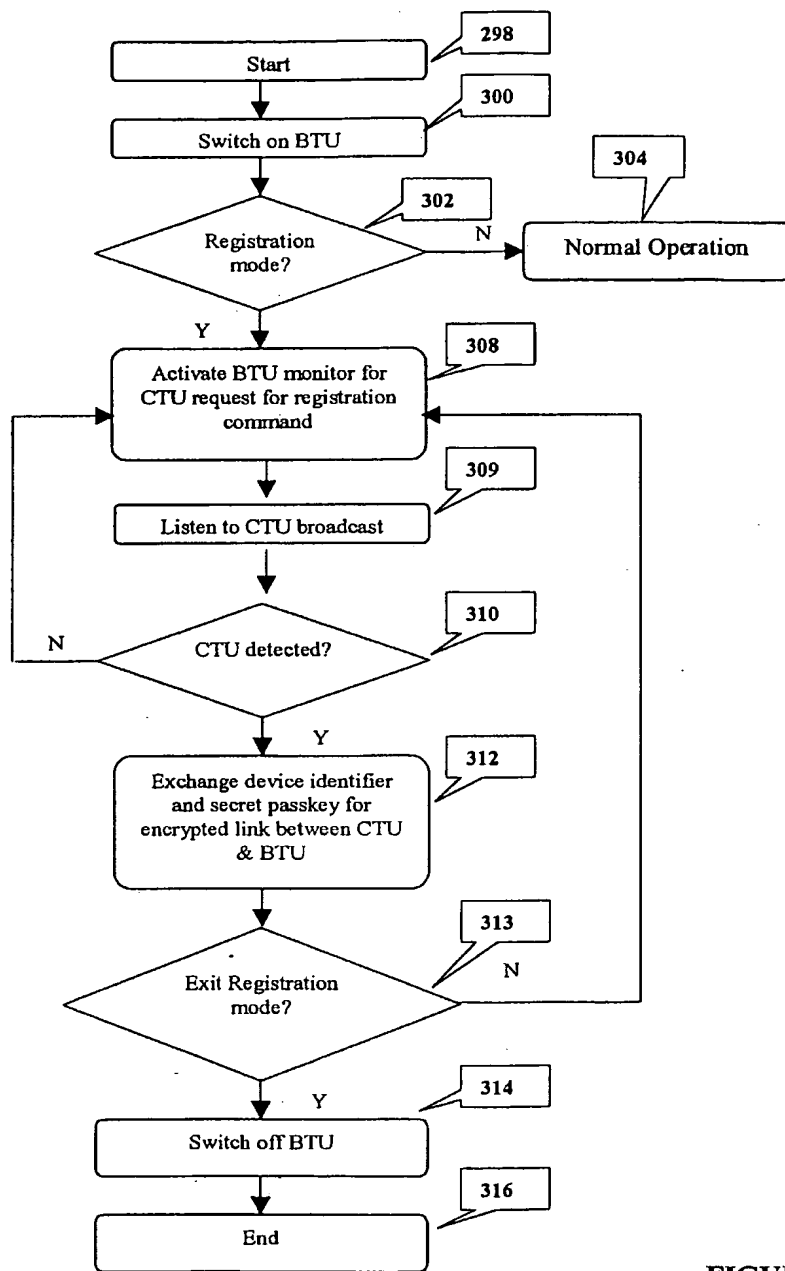 298
Start
300
Switch on BTU
304
302
Registration
mode?
N
Normal Operation
Y
308
Activate BTU monitor for
CTU request for registration
command
309
Listen to CTU broadcast
310
N
CTU detected?
Y
312
Exchange device identifier
and secret passkey for
encrypted link between CTU
& BTU
313
Exit Registration
mode?
N
314
Y
Switch off BTU
316
End